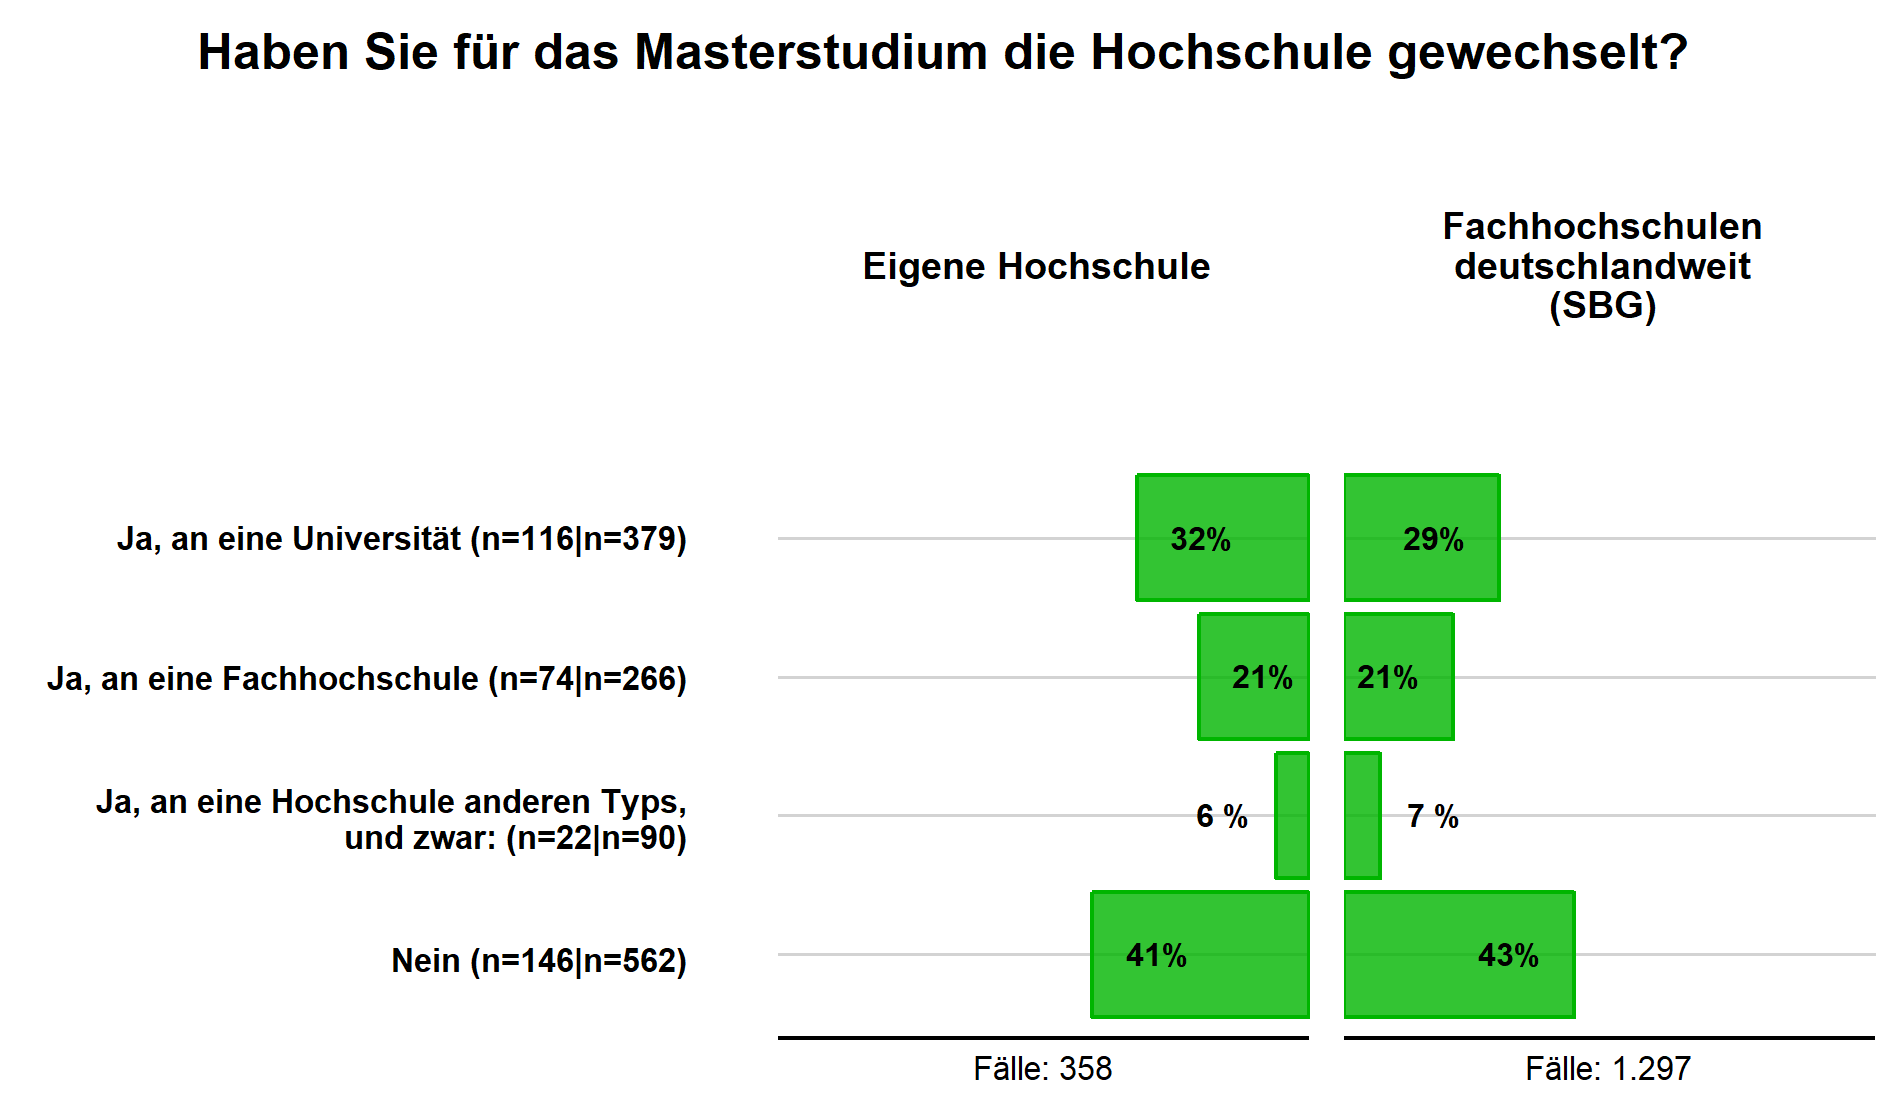 Haben Sie für das Masterstudium die Hochschule gewechselt?
Eigene Hochschule
Fachhochschulen
deutschlandweit
(SBG)
Ja, an eine Universität (n=116|n=379)
32%
29%
Ja, an eine Fachhochschule (n=74|n=266)
21%
21%
Ja, an eine Hochschule anderen Typs,
und zwar: (n=22|n=90)
6 %
7 %
Nein (n=146|n=562)
41%
43%
Fälle: 358
Fälle: 1.297